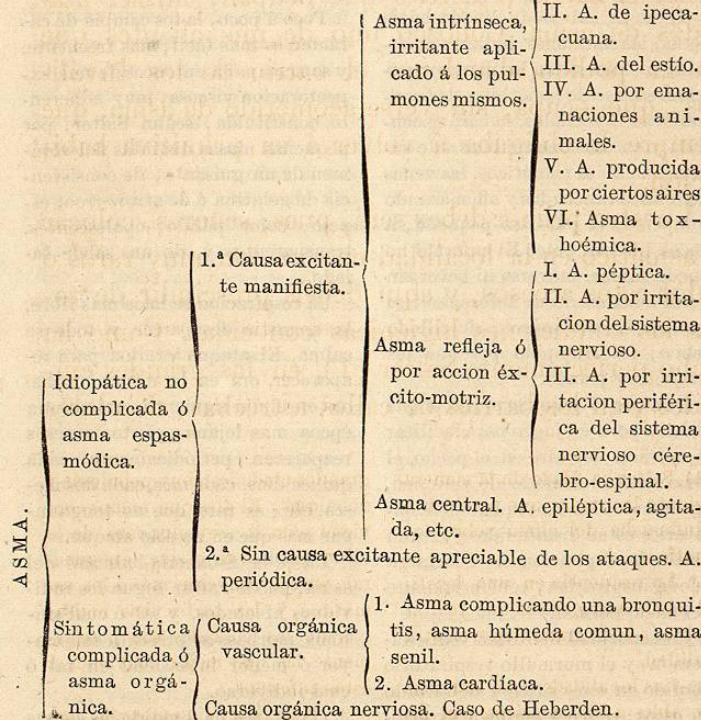 II. A. de ipeca-
cuana.
III. A. del estío.
IV. A. por ema-
naciones ani-
males.
V. A. producida
por ciertos aires
VI. Asma tox-
hoémica.
Asma intrínseca,
irritante apli-
cado á los pul-
mones mismos.
1.ª Causa excitan-
te manifiesta.
I. A. péptica.
II. A. por irrita-
cion del sistema
nervioso.
III. A. por irri-
tacion periféri-
ca del sistema
nervioso cére-
bro-espinal.
Asma refleja ó
por accion éx-
cito-motriz.
Asma central. A. epiléptica, agita-
da, etc.
Idiopática no
complicada ó
asma espas-
módica.
2.ª Sin causa excitante apreciable de los ataques. A.
periódica.
ASMA.
Sintomática
complicada ó
asma orgá-
nica.
Causa orgánica
vascular.
1. Asma complicando una bronqui-
tis, asma húmeda comun, asma
senil.
2. Asma cardíaca.
Causa orgánica nerviosa. Caso de Heberden.